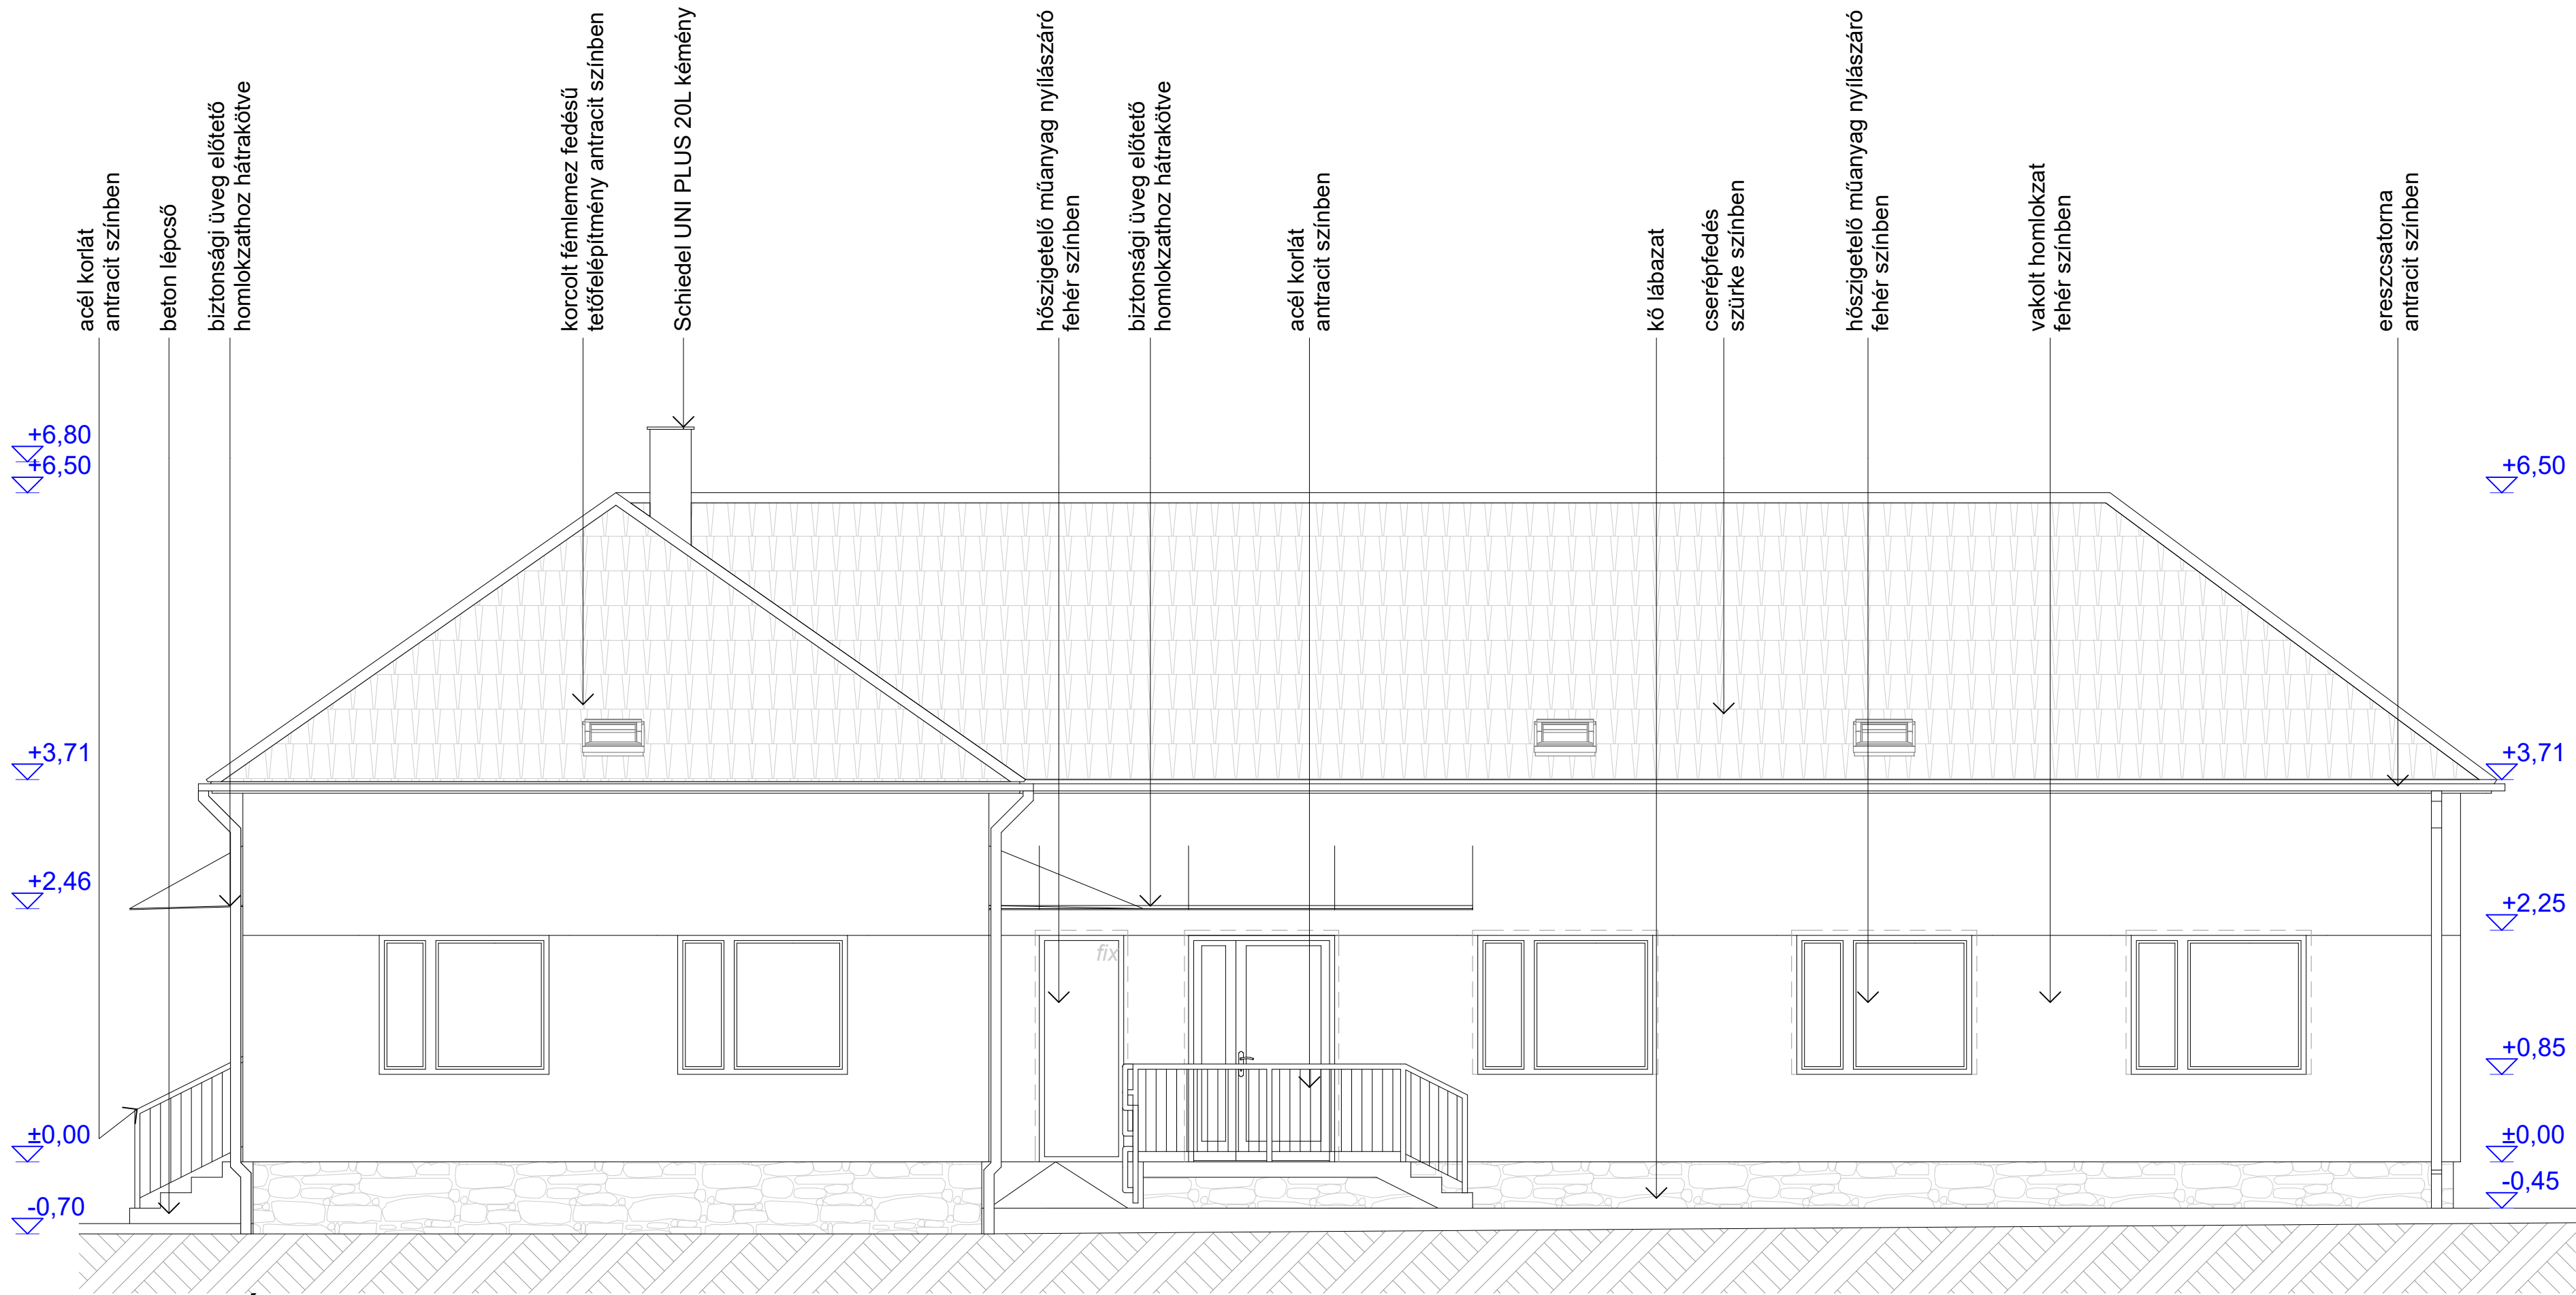 acél korlát
antracit színben
beton lépcső
biztonsági üveg előtető
homlokzathoz hátrakötve
korcolt fémlemez fedésű
tetőfelépítmény antracit színben
Schiedel UNI PLUS 20L kémény
hőszigetelő műanyag nyílászáró
fehér színben
biztonsági üveg előtető
homlokzathoz hátrakötve
acél korlát
antracit színben
kő lábazat
cserépfedés
szürke színben
hőszigetelő műanyag nyílászáró
fehér színben
vakolt homlokzat
fehér színben
ereszcsatorna
antracit színben
+6,80
+6,50
+3,71
+2,46
±0,00
-0,70
fix
+6,50
+3,71
+2,25
+0,85
±0,00
-0,45